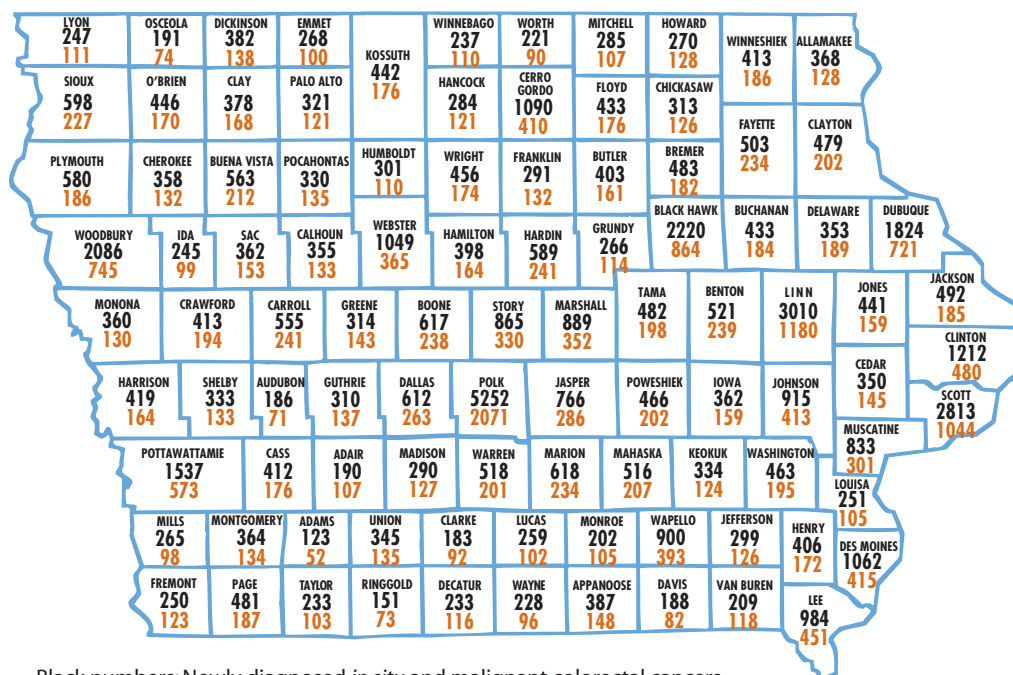 LYON
247
111
OSCEOLA
191
74
DICKINSON
382
138
EMMET
268
100
KOSSUTH
442
176
WINNEBAGO
237
110
WORTH
221
90
MITCHELL
285
107
HOWARD
270
128
WINNESHIEK
413
186
ALLAMAKEE
368
128
SIOUX
598
227
O'BRIEN
446
170
CLAY
378
168
PALO ALTO
321
121
HANCOCK
284
121
CERRO
GORDO
1090
410
FLOYD
433
176
CHICKASAW
313
126
FAYETTE
503
234
CLAYTON
479
202
PLYMOUTH
580
186
CHEROKEE
358
132
BUENA VISTA
563
212
POCAHONTAS
330
135
HUMBOLDT
301
110
WRIGHT
456
174
FRANKLIN
291
132
BUTLER
403
161
BREMER
483
182
WOODBURY
2086
745
IDA
245
99
SAC
362
153
CALHOUN
355
133
WEBSTER
1049
365
HAMILTON
398
164
HARDIN
589
241
GRUNDY
266
114
BLACK HAWK
2220
864
BUCHANAN
433
184
DELAWARE
353
189
DUBUQUE
1824
721
MONONA
360
130
CRAWFORD
413
194
CARROLL
555
241
GREENE
314
143
BOONE
617
238
STORY
865
330
MARSHALL
889
352
TAMA
482
198
BENTON
521
239
LINN
3010
1180
JONES
441
159
JACKSON
492
185
CLINTON
1212
480
HARRISON
419
164
SHELBY
333
133
AUDUBON
186
71
GUTHRIE
310
137
DALLAS
612
263
POLK
5252
2071
JASPER
766
286
POWESHIEK
466
202
IOWA
362
159
JOHNSON
915
413
CEDAR
350
145
SCOTT
2813
1044
MUSCATINE
833
301
POTTAWATTAMIE
1537
573
CASS
412
176
ADAIR
190
107
MADISON
290
127
WARREN
518
201
MARION
618
234
MAHASKA
516
207
KEOKUK
334
124
WASHINGTON
463
195
LOUISA
251
105
MILLS
265
98
MONTGOMERY
364
134
ADAMS
123
52
UNION
345
135
CLARKE
183
92
LUCAS
259
102
MONROE
202
105
WAPELLO
900
393
JEFFERSON
299
126
HENRY
406
172
DES MOINES
1062
415
FREMONT
250
123
PAGE
481
187
TAYLOR
233
103
RINGGOLD
151
73
DECATUR
233
116
WAYNE
228
96
APPANOOSE
387
148
DAVIS
188
82
VAN BUREN
209
118
LEE
984
451
Black numbers: Newly diagnosed in situ and malignant colorectal cancers